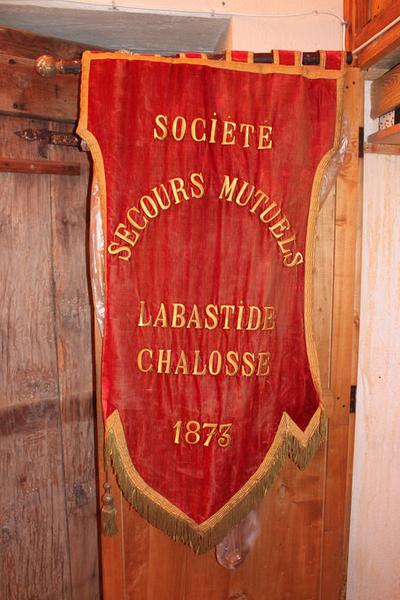 SOCIÉTÉ
SECOURS MUTUELS
LABASTIDE
CHALOSSE
1873